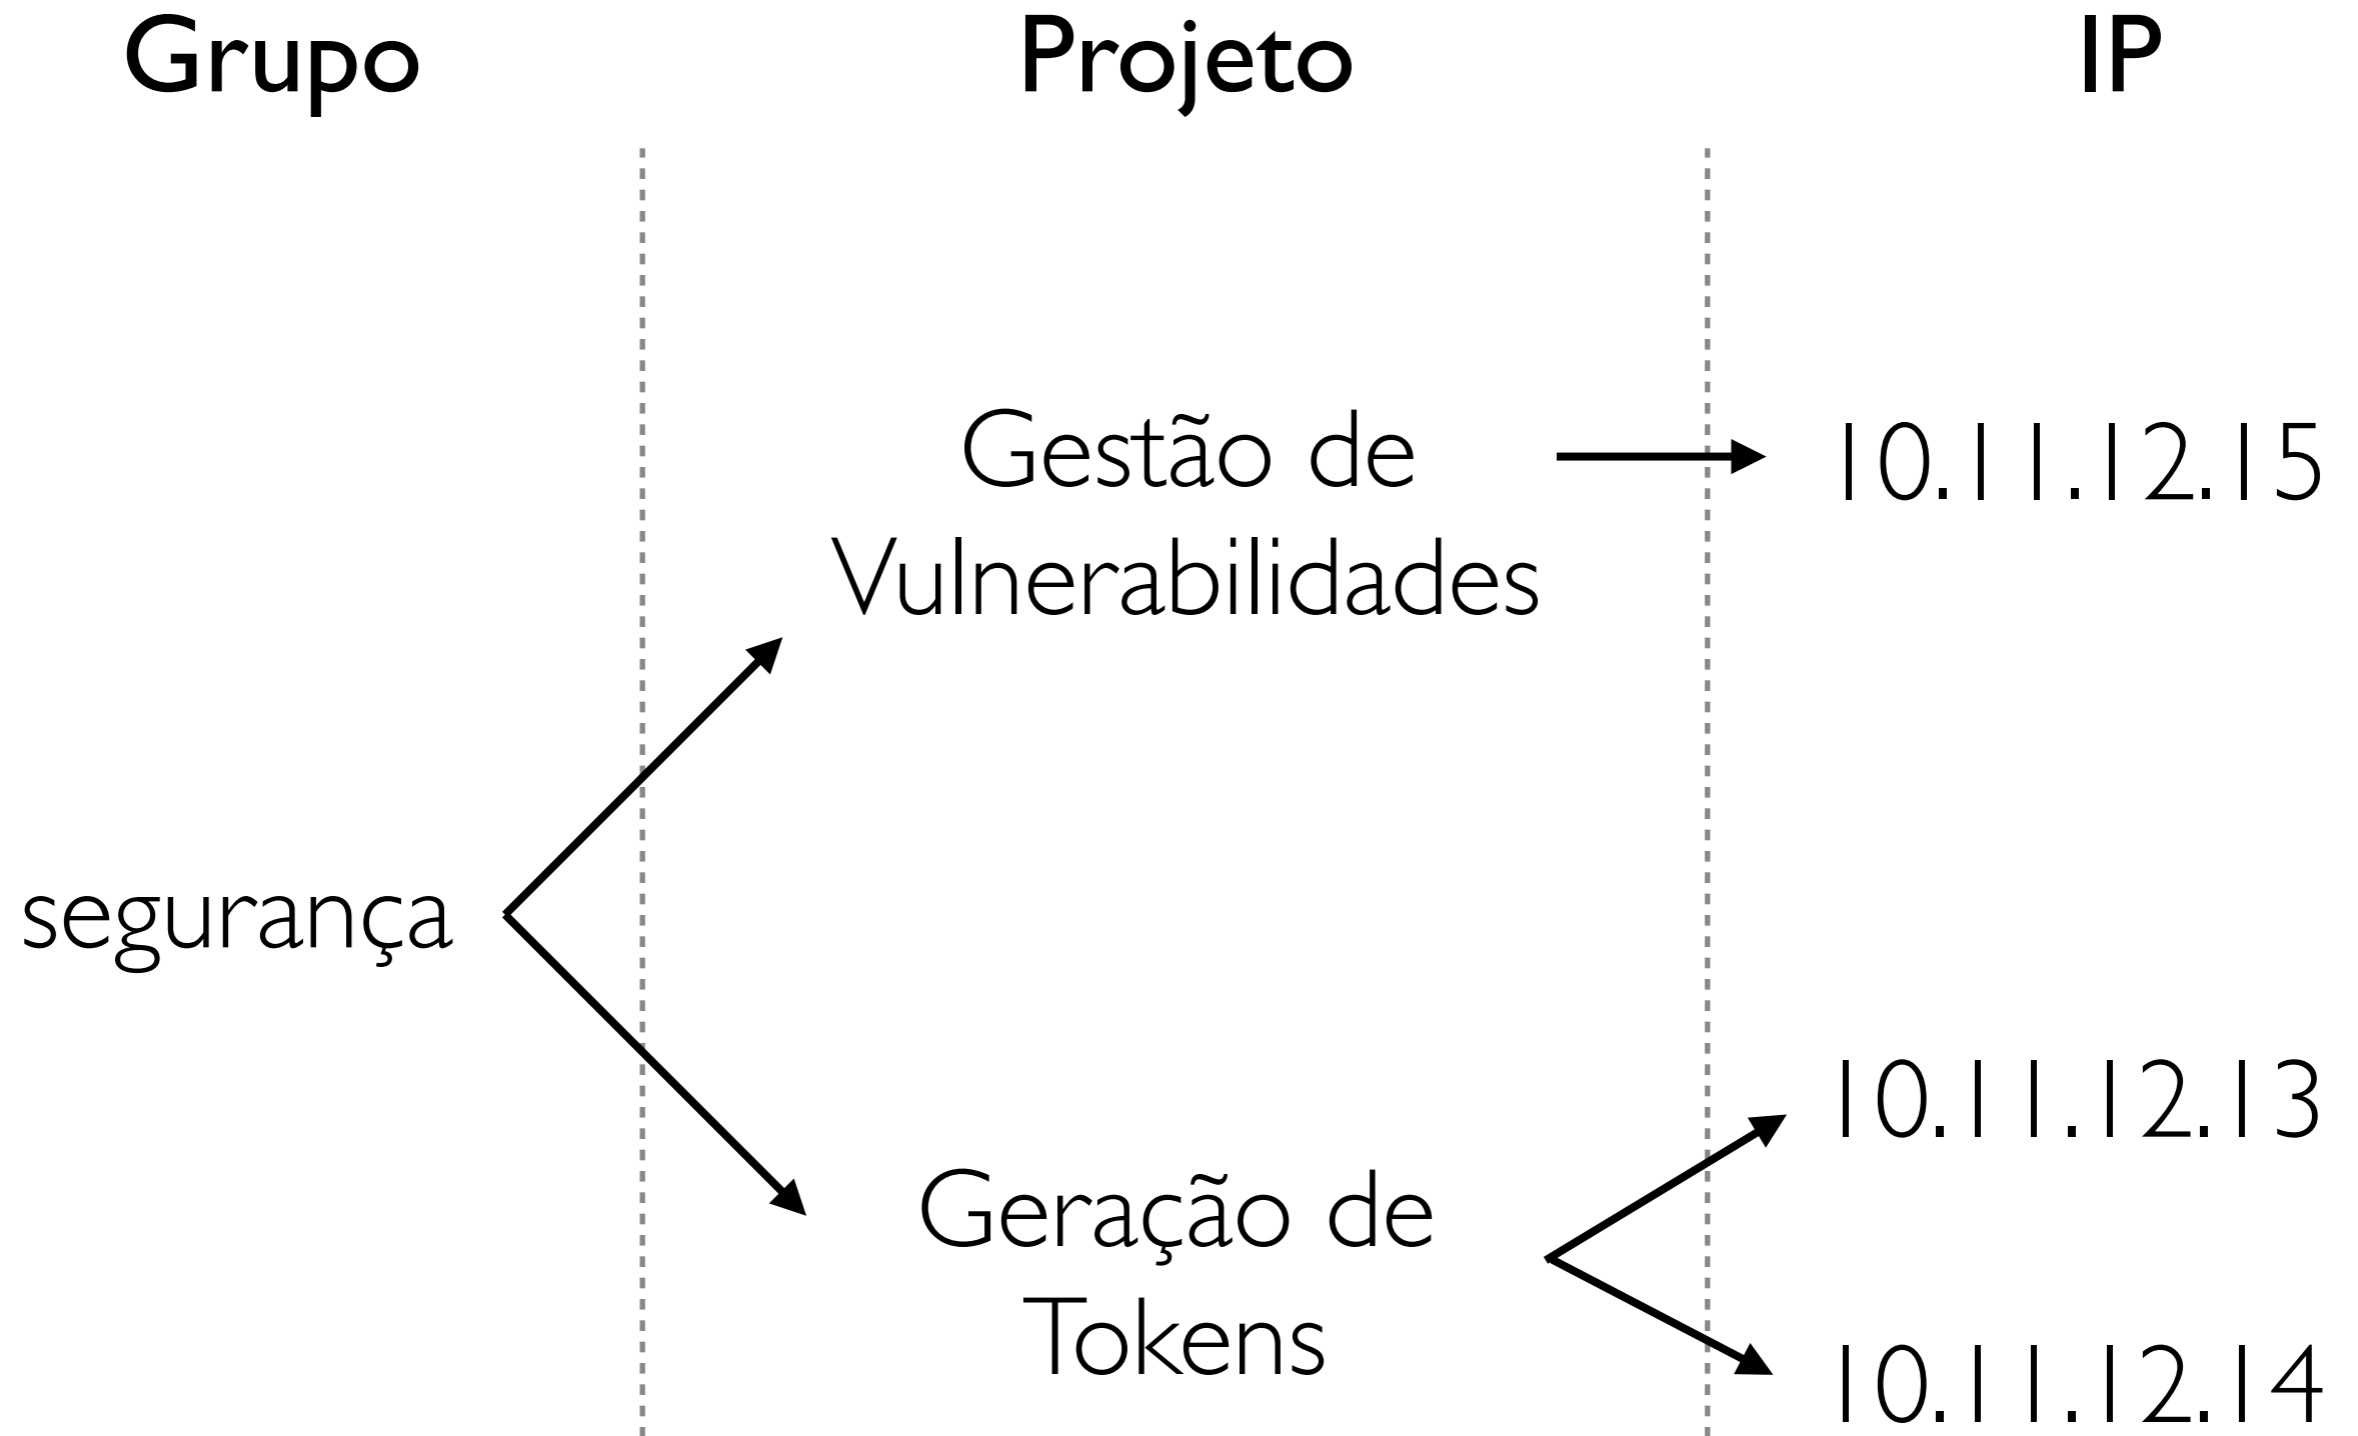 Grupo
Projeto
IP
Gestão de
Vulnerabilidades
10.11.12.15
segurança
10.11.12.13
Geração de
Tokens
10.11.12.14